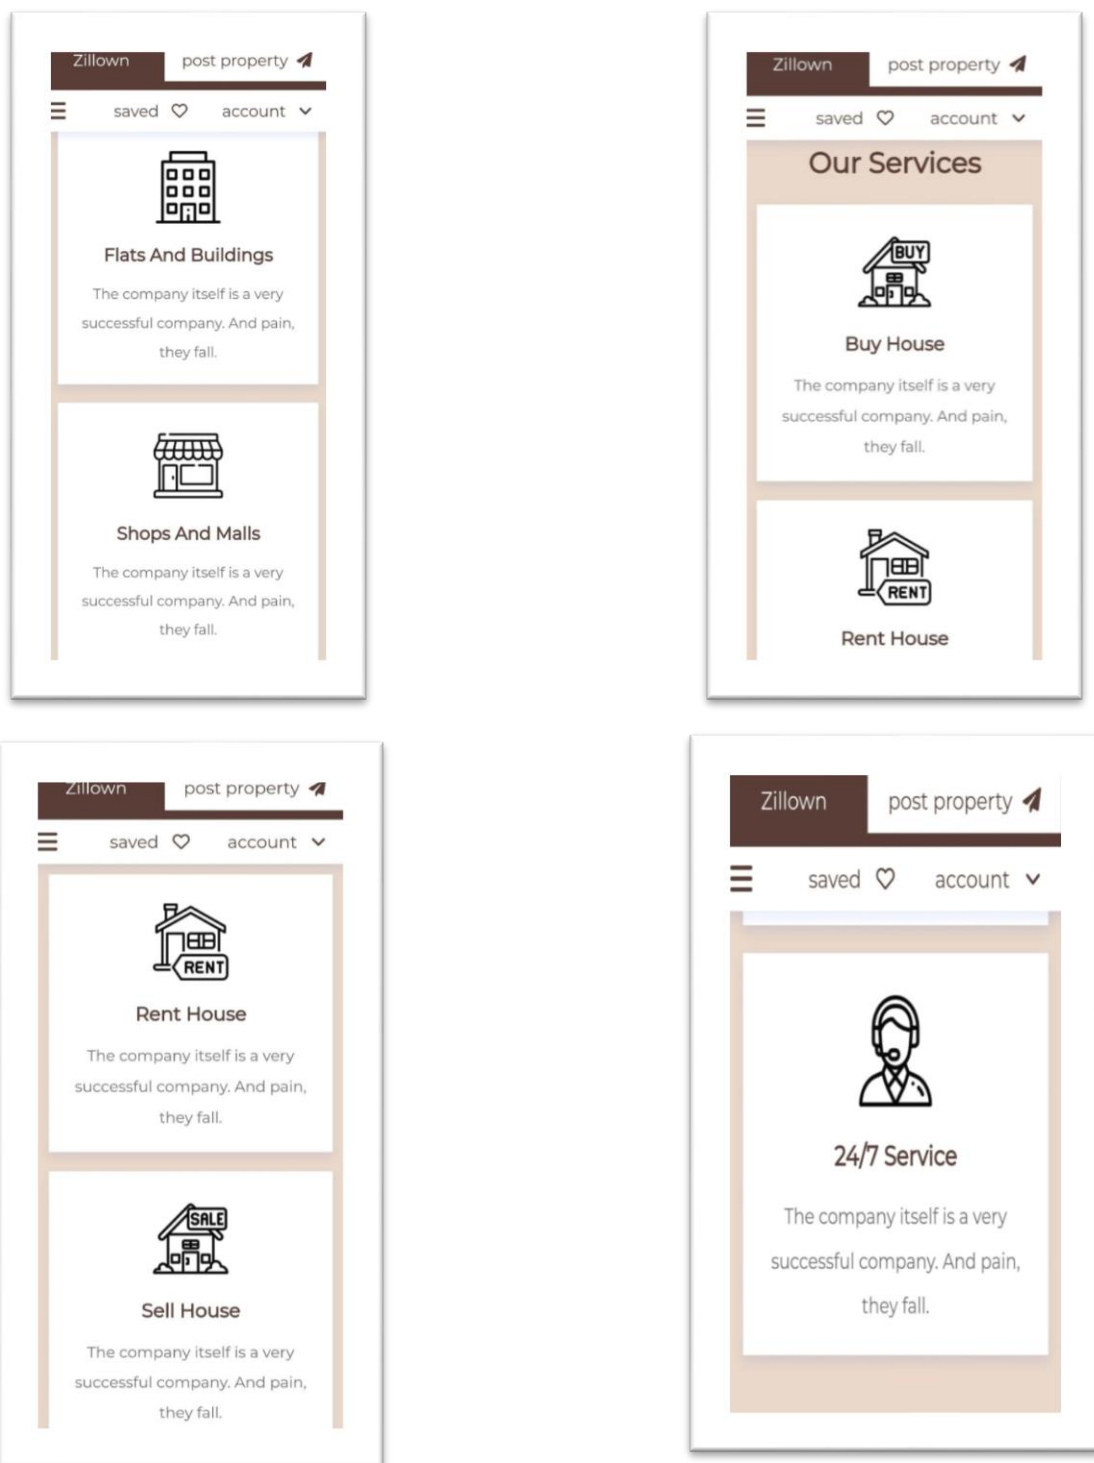 Zillown
post property
saved
account
Flats And Buildings
The company itself is a very
successful company. And pain,
they fall.
Shops And Malls
The company itself is a very
successful company. And pain,
they fall.
Zillown
post property
saved
account
Our Services
BUY
Buy House
The company itself is a very
successful company. And pain,
they fall.
RENT
Rent House
Zillown
post property
saved
account
RENT
Rent House
The company itself is a very
successful company. And pain,
they fall.
SALE
Sell House
The company itself is a very
successful company. And pain,
they fall.
Zillown
post property
saved
account
24/7 Service
The company itself is a very
successful company. And pain,
they fall.